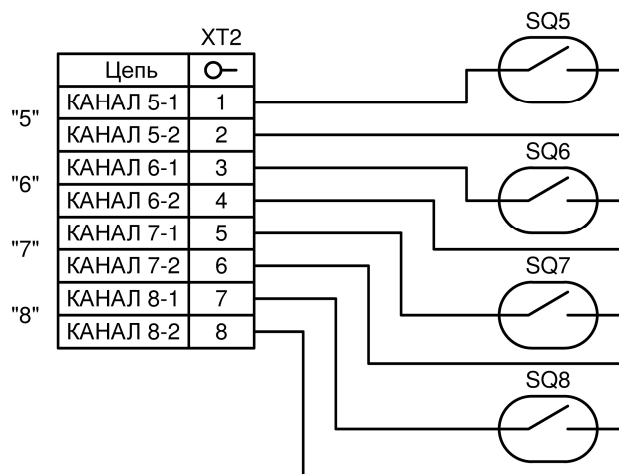 XT2
Цепь
"5"
КАНАЛ 5-1 1
КАНАЛ 5-2 2
"6"
КАНАЛ 6-1 3
КАНАЛ 6-2 4
"7"
КАНАЛ 7-1 5
КАНАЛ 7-2 6
"8"
КАНАЛ 8-1 7
КАНАЛ 8-2 8
SQ5
SQ6
SQ7
SQ8